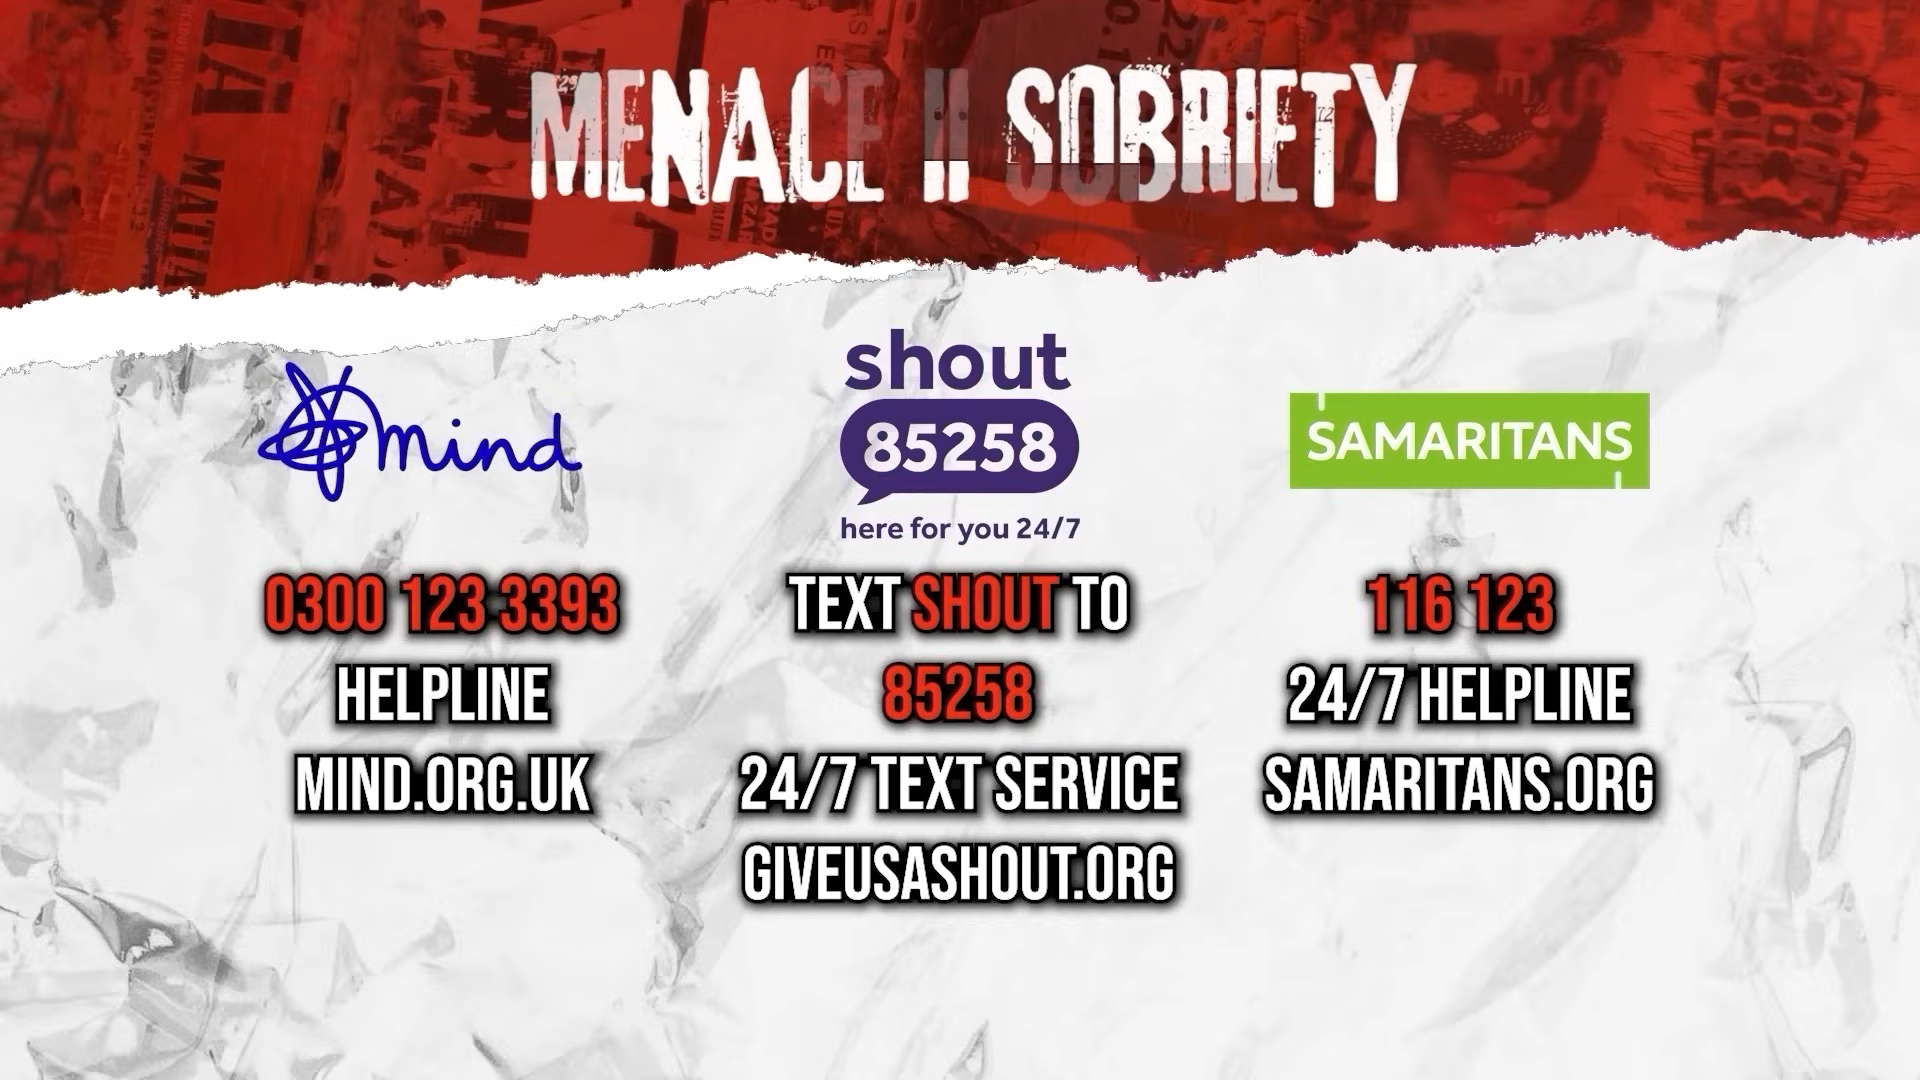 MENACE II SOBRIETY
mind
0300 123 3393
HELPLINE
MIND.ORG.UK
shout
85258
here for you 24/7
TEXT SHOUT TO
85258
24/7 TEXT SERVICE
GIVEUSASHOUT.ORG
SAMARITANS
116 123
24/7 HELPLINE
SAMARITANS.ORG